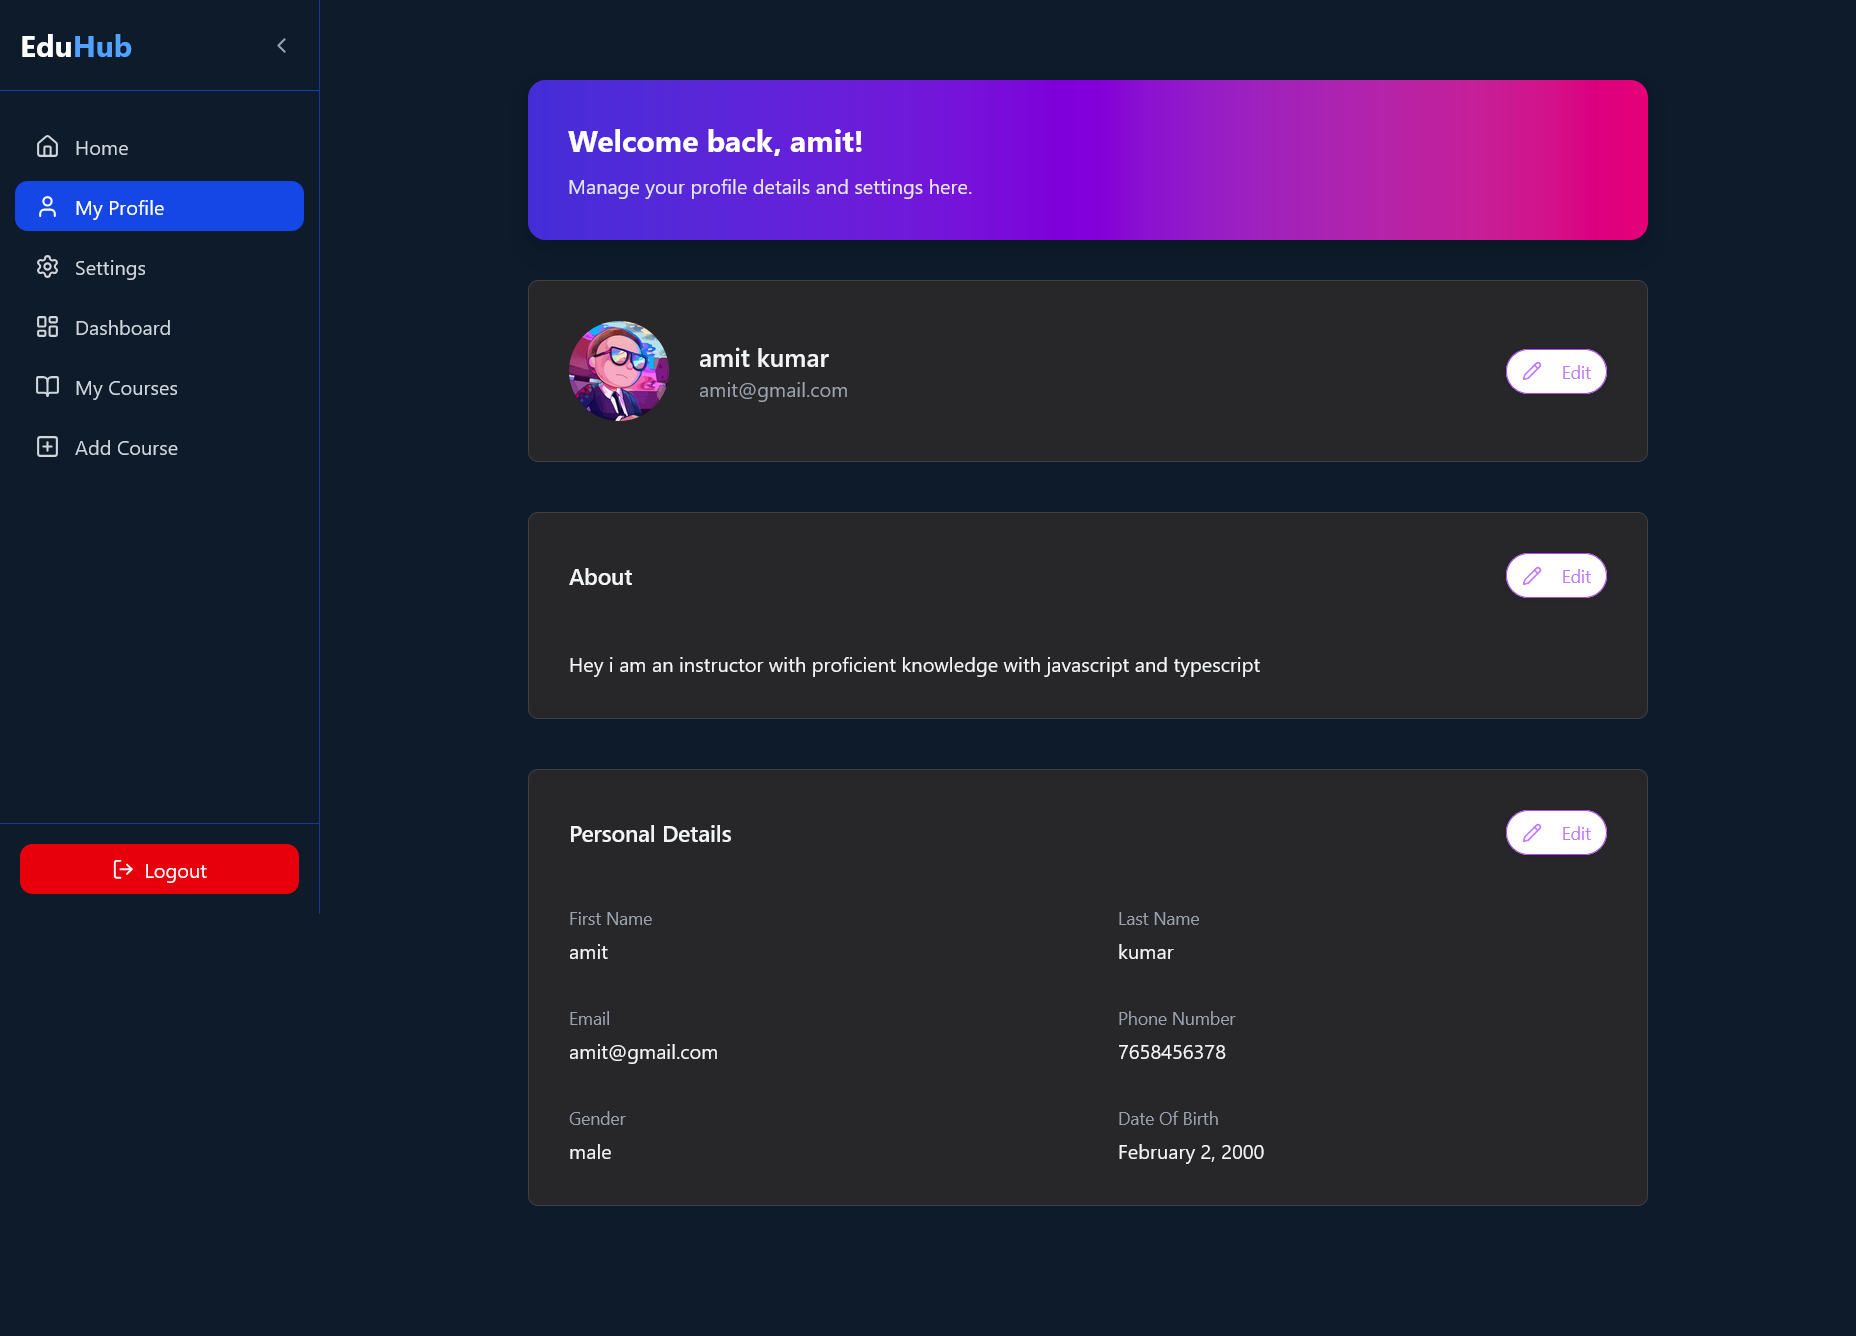 EduHub
Home
My Profile
Settings
Dashboard
My Courses
Add Course
Logout
Welcome back, amit!
Manage your profile details and settings here.
amit kumar
amit@gmail.com
Edit
About
Edit
Hey i am an instructor with proficient knowledge with javascript and typescript
Personal Details
Edit
First Name
amit
Last Name
kumar
Email
amit@gmail.com
Phone Number
7658456378
Gender
male
Date Of Birth
February 2, 2000